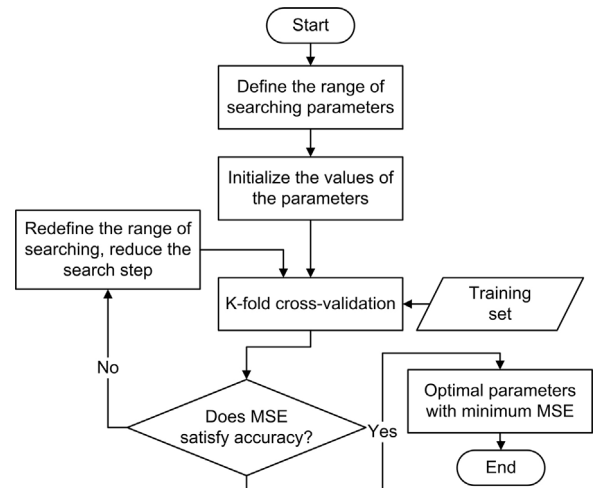 Start
Define the range of
searching parameters
Initialize the values of
the parameters
Redefine the range of
searching, reduce the
search step
K-fold cross-validation
Training
set
No
Does MSE
satisfy accuracy?
Yes
Optimal parameters
with minimum MSE
End